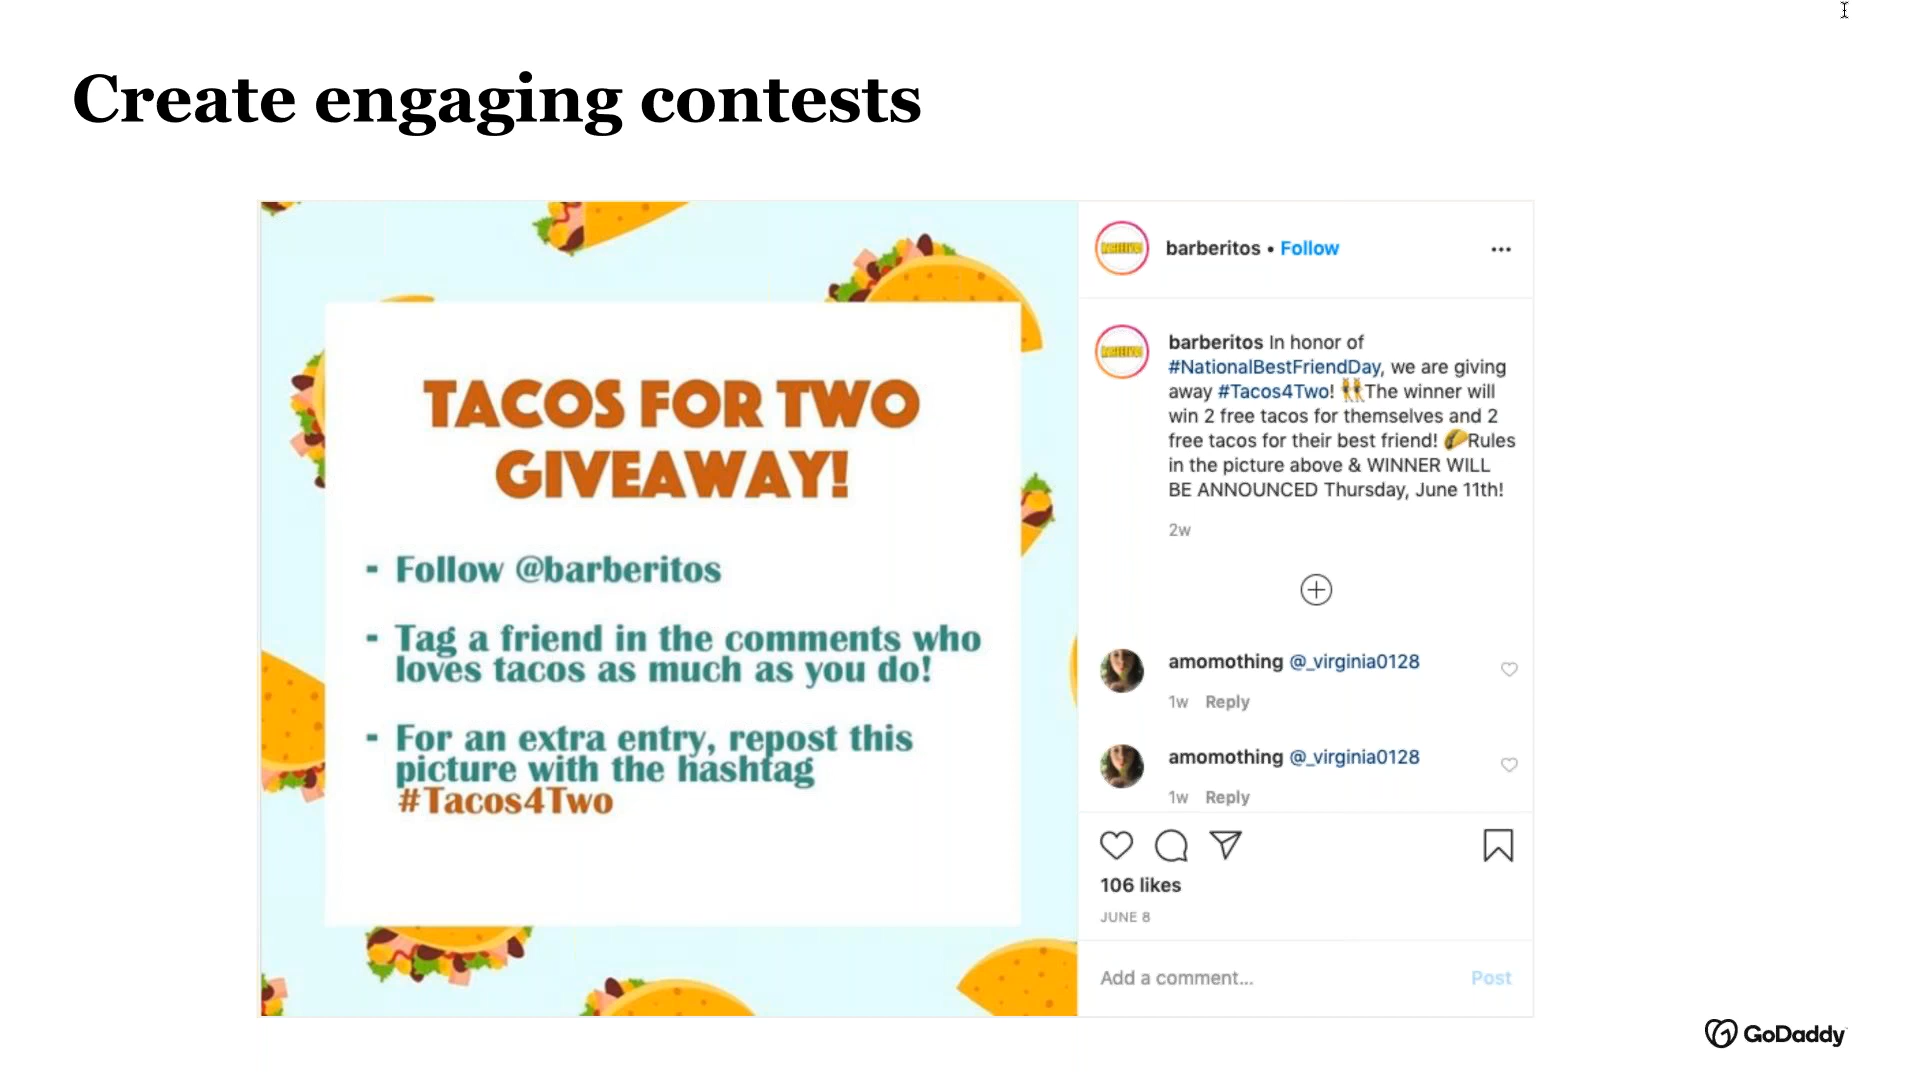 Create engaging contests
TACOS FOR TWO
GIVEAWAY!
- Follow @barberitos
- Tag a friend in the comments who
loves tacos as much as you do!
- For an extra entry, repost this
picture with the hashtag
#Tacos4Two
barberitos • Follow
barberitos In honor of
#NationalBestFriendDay, we are giving
away #Tacos4Two! 👯The winner will
win 2 free tacos for themselves and 2
free tacos for their best friend! 🌮Rules
in the picture above & WINNER WILL
BE ANNOUNCED Thursday, June 11th!
2w
amomothing @_virginia0128
1w Reply
amomothing @_virginia0128
1w Reply
106 likes
JUNE 8
Add a comment...
Post
GoDaddy